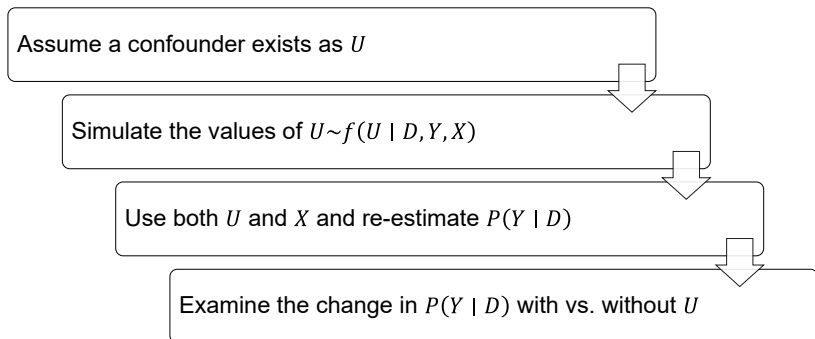 Assume a confounder exists as U
Simulate the values of U~f(U | D, Y, X)
Use both U and X and re-estimate P(Y | D)
Examine the change in P(Y | D) with vs. without U